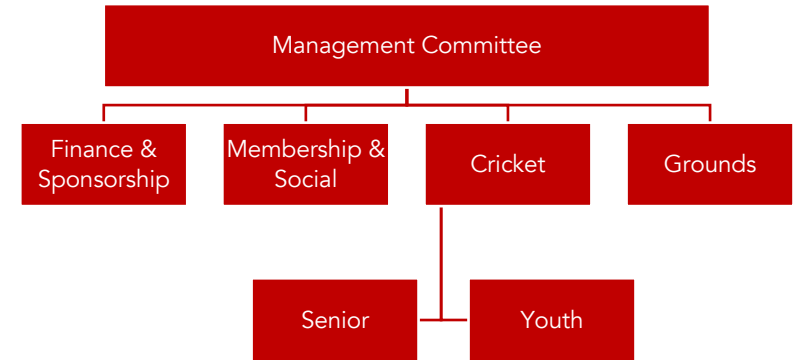 Management Committee
Finance &
Sponsorship
Membership &
Social
Cricket
Grounds
Senior
Youth